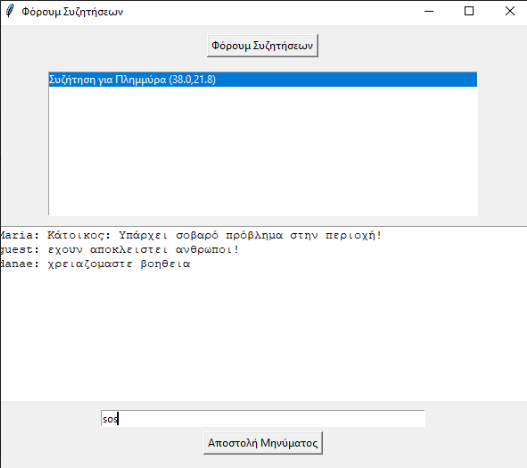 Φόρουμ Συζητήσεων
Φόρουμ Συζητήσεων
Συζήτηση για Πλημμύρα (38.0,21.8)
Maria: Κάτοικος: Υπάρχει σοβαρό πρόβλημα στην περιοχή!
guest: εχουν αποκλειστει ανθρωποι!
danae: χρειαζομαστε βοηθεια
sos
Αποστολή Μηνύματος